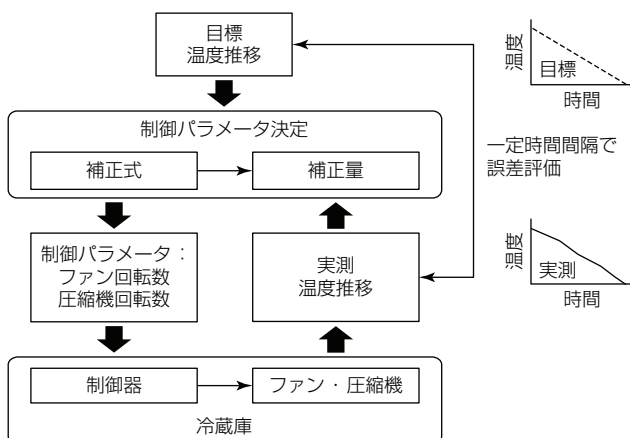 目標
温度推移
制御パラメータ決定
補正式
補正量
制御パラメータ：
ファン回転数
圧縮機回転数
実測
温度推移
制御器
ファン・圧縮機
冷蔵庫
一定時間間隔で
誤差評価
温度
目標
時間
温度
実測
時間